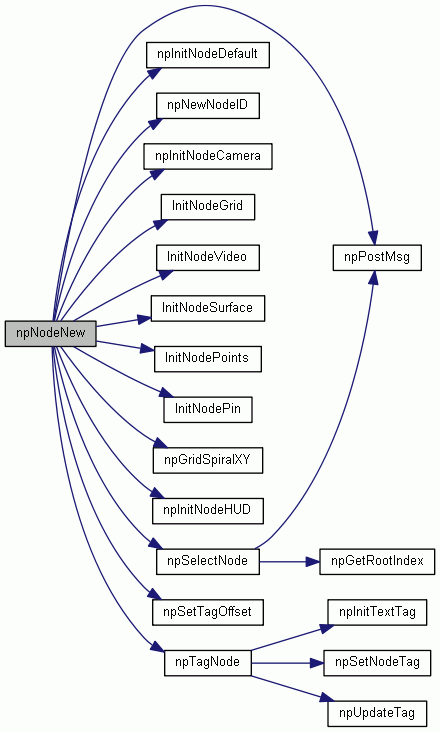 npInitNodeDefault
npNewNodeID
npInitNodeCamera
InitNodeGrid
InitNodeVideo
npPostMsg
InitNodeSurface
npNodeNew
InitNodePoints
InitNodePin
npGridSpiralXY
npInitNodeHUD
npSelectNode
npGetRootIndex
npSetTagOffset
npInitTextTag
npTagNode
npSetNodeTag
npUpdateTag